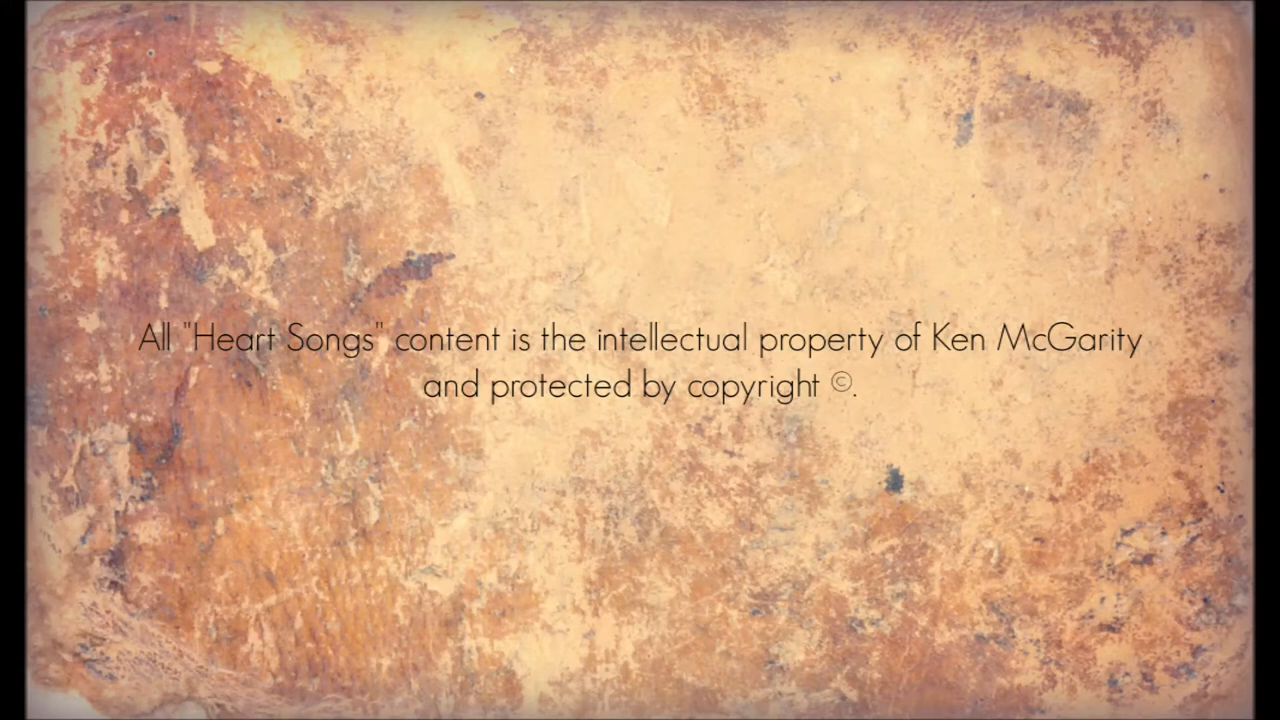 All "Heart Songs" content is the intellectual property of Ken McGarity
and protected by copyright ©.